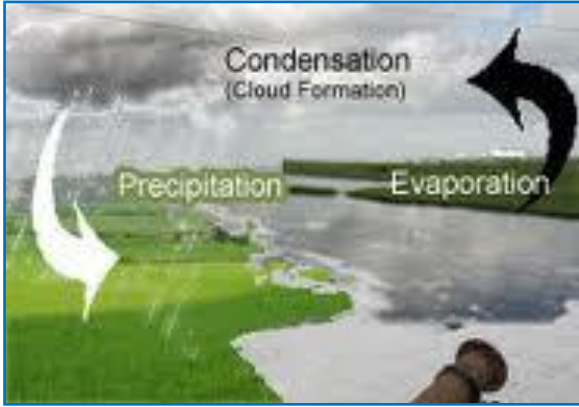 Condensation
(Cloud Formation)
Precipitation
Evaporation